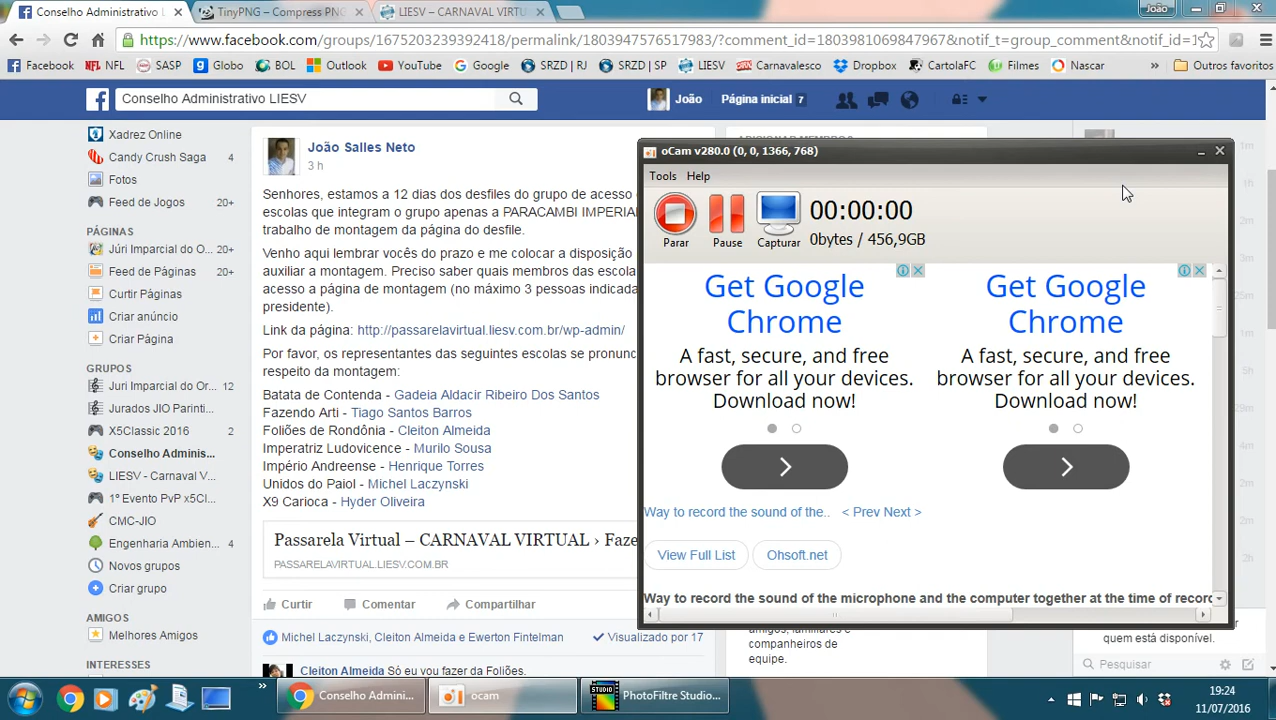 Conselho Administrativo
TinyPNG – Compress PNG
LIESV – CARNAVAL VIRTU
João
https://www.facebook.com/groups/1675203239392418/permalink/1803947576517983/?comment_id=1803981069847967&notif_t=group_comment&notif_id=1
Facebook
NFL
SASP
Globo
BOL
Outlook
YouTube
Google
SRZD | RJ
SRZD | SP
LIESV
Carnavalesco
Dropbox
CartolaFC
Filmes
Nascar
»
Outros favoritos
Conselho Administrativo LIESV
João
Página inicial 7
Xadrez Online
Candy Crush Saga 4
Fotos
Feed de Jogos 20+
PÁGINAS
Júri Imparcial do O... 20+
Feed de Páginas 20+
Curtir Páginas
Criar anúncio
Criar Página
GRUPOS
Juri Imparcial do Or... 12
Jurados JIO Parinti...
X5Classic 2016 2
Conselho Adminis...
LIESV - Carnaval V...
1º Evento PvP x5Cl...
CMC-JIO
Engenharia Ambien... 4
Novos grupos
Criar grupo
AMIGOS
Melhores Amigos
INTERESSES
João Salles Neto
3 h
Senhores, estamos a 12 dias dos desfiles do grupo de acesso
escolas que integram o grupo apenas a PARACAMBI IMPERIA
trabalho de montagem da página do desfile.
Venho aqui lembrar vocês do prazo e me colocar a disposição
auxiliar a montagem. Preciso saber quais membros das escola
acesso a página de montagem (no máximo 3 pessoas indicada
presidente).
Link da página: http://passarelavirtual.liesv.com.br/wp-admin/
Por favor, os representantes das seguintes escolas se pronunc
respeito da montagem:
Batata de Contenda - Gadeia Aldacir Ribeiro Dos Santos
Fazendo Arti - Tiago Santos Barros
Foliões de Rondônia - Cleiton Almeida
Imperatriz Ludovicence - Murilo Sousa
Império Andreense - Henrique Torres
Unidos do Paiol - Michel Laczynski
X9 Carioca - Hyder Oliveira
Passarela Virtual – CARNAVAL VIRTUAL › Faze
PASSARELAVIRTUAL.LIESV.COM.BR
Curtir
Comentar
Compartilhar
Michel Laczynski, Cleiton Almeida e Ewerton Fintelman
Visualizado por 17
Cleiton Almeida Só eu vou fazer da Foliões.
oCam v280.0 (0, 0, 1366, 768)
Tools Help
Parar
Pause
Capturar
00:00:00
0bytes / 456,9GB
Get Google
Chrome
A fast, secure, and free
browser for all your devices.
Download now!
Get Google
Chrome
A fast, secure, and free
browser for all your devices.
Download now!
Way to record the sound of the.. < Prev Next >
View Full List
Ohsoft.net
Way to record the sound of the microphone and the computer together at the time of recor
companheiros de
equipe.
quem está disponível.
Pesquisar
Conselho Admini...
ocam
PhotoFiltre Studio...
19:24
11/07/2016